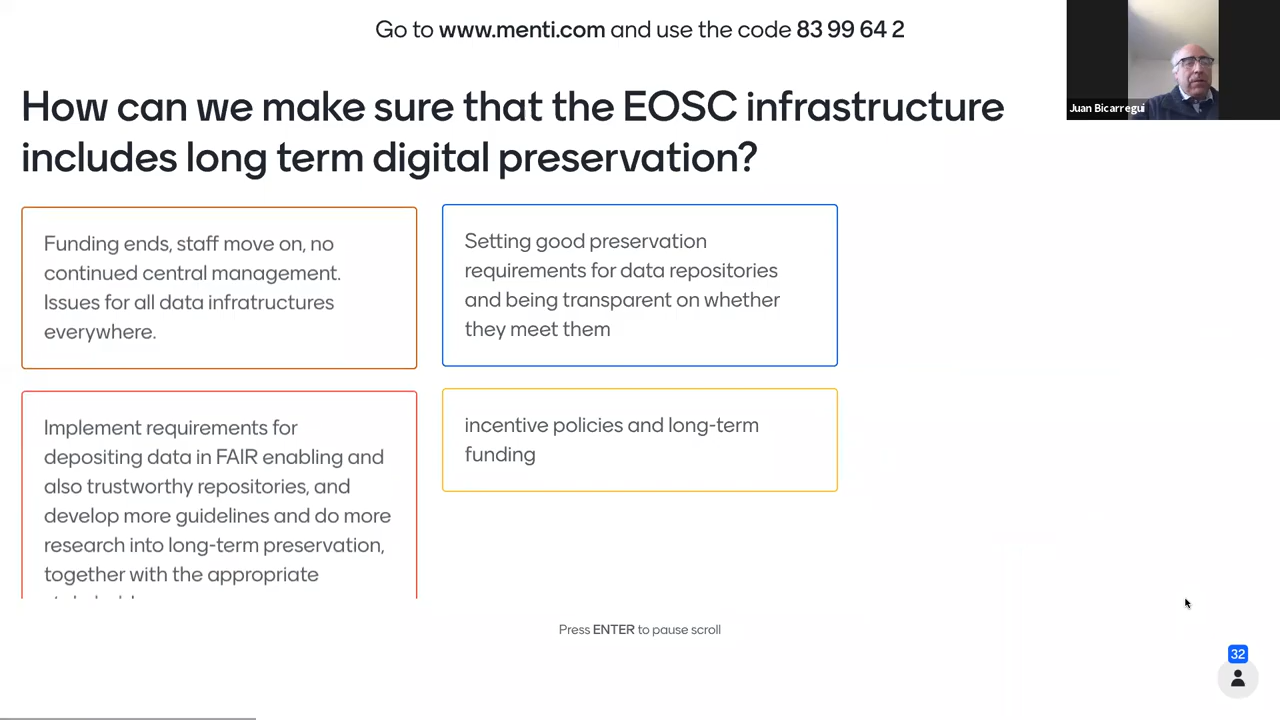 Go to www.menti.com and use the code 83 99 64 2
Juan Bicarregui
How can we make sure that the EOSC infrastructure
includes long term digital preservation?
Funding ends, staff move on, no
continued central management.
Issues for all data infratructures
everywhere.
Setting good preservation
requirements for data repositories
and being transparent on whether
they meet them
Implement requirements for
depositing data in FAIR enabling and
also trustworthy repositories, and
develop more guidelines and do more
research into long-term preservation,
together with the appropriate
incentive policies and long-term
funding
Press ENTER to pause scroll
32